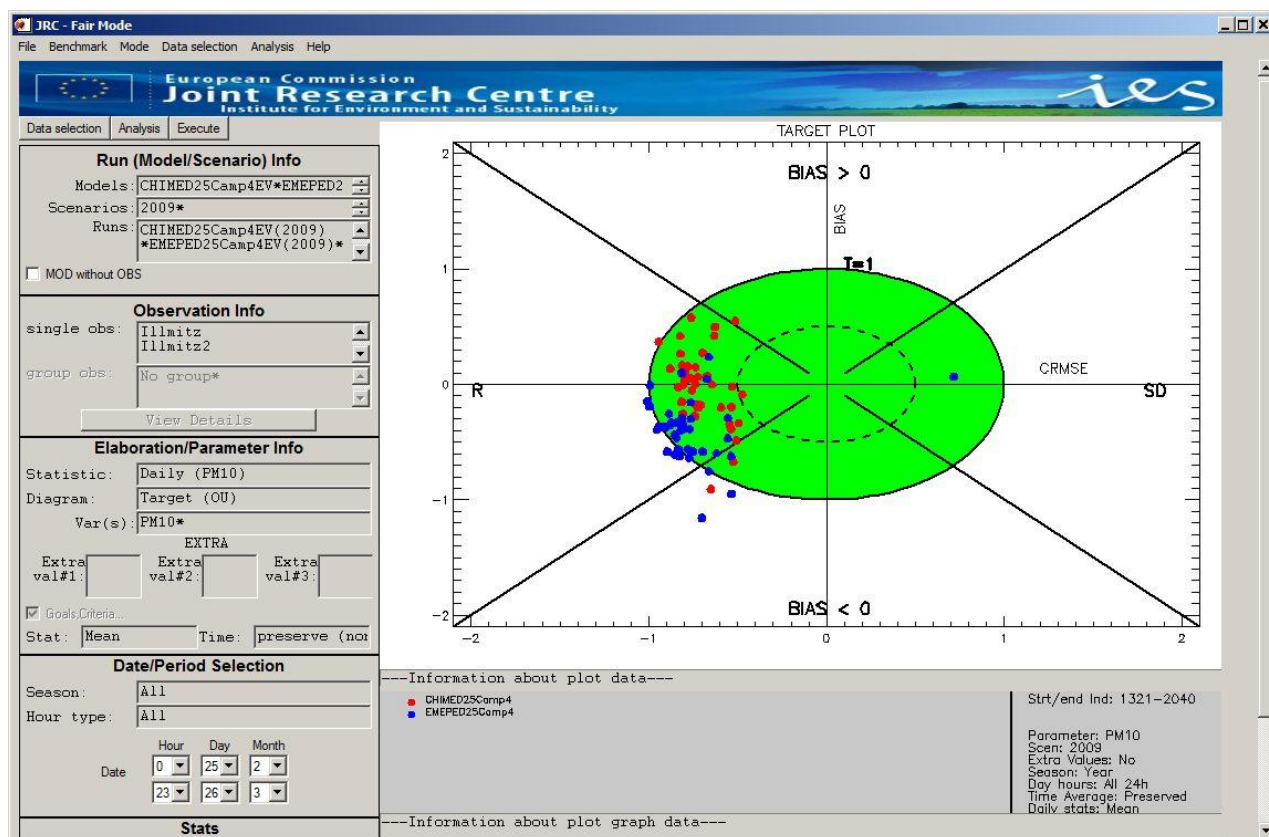 JRC - Fair Mode
File Benchmark Mode Data selection Analysis Help
European Commission
Joint Research Centre
Institute for Environment and Sustainability
ies
Data selection Analysis Execute
Run (Model/Scenario) Info
Models: CHIMED25Camp4EV*EMEPED2
Scenarios: 2009*
Runs: CHIMED25Camp4EV(2009)
*EMEPED25Camp4EV(2009)*
MOD without OBS
Observation Info
single obs: Illmitz
Illmitz2
group obs: No group*
View Details
Elaboration/Parameter Info
Statistic: Daily (PM10)
Diagram: Target (OU)
Var(s): PM10*
EXTRA
Extra val#1: Extra val#2: Extra val#3:
Goals,Criteria...
Stat: Mean Time: preserve (nor
Date/Period Selection
Season: All
Hour type: All
Hour Day Month
Date 0 25 2
23 26 3
Stats
TARGET PLOT
2
BIAS > 0
BIAS
1
T=1
CRMSE
0
R
SD
-1
BIAS < 0
-2
-2 -1 0 1 2
---Information about plot data---
CHIMED25Camp4
EMEPED25Camp4
Strt/end Ind: 1321-2040
Parameter: PM10
Scen: 2009
Extra Values: No
Season: Year
Day hours: All 24h
Time Average: Preserved
Daily stats: Mean
---Information about plot graph data---